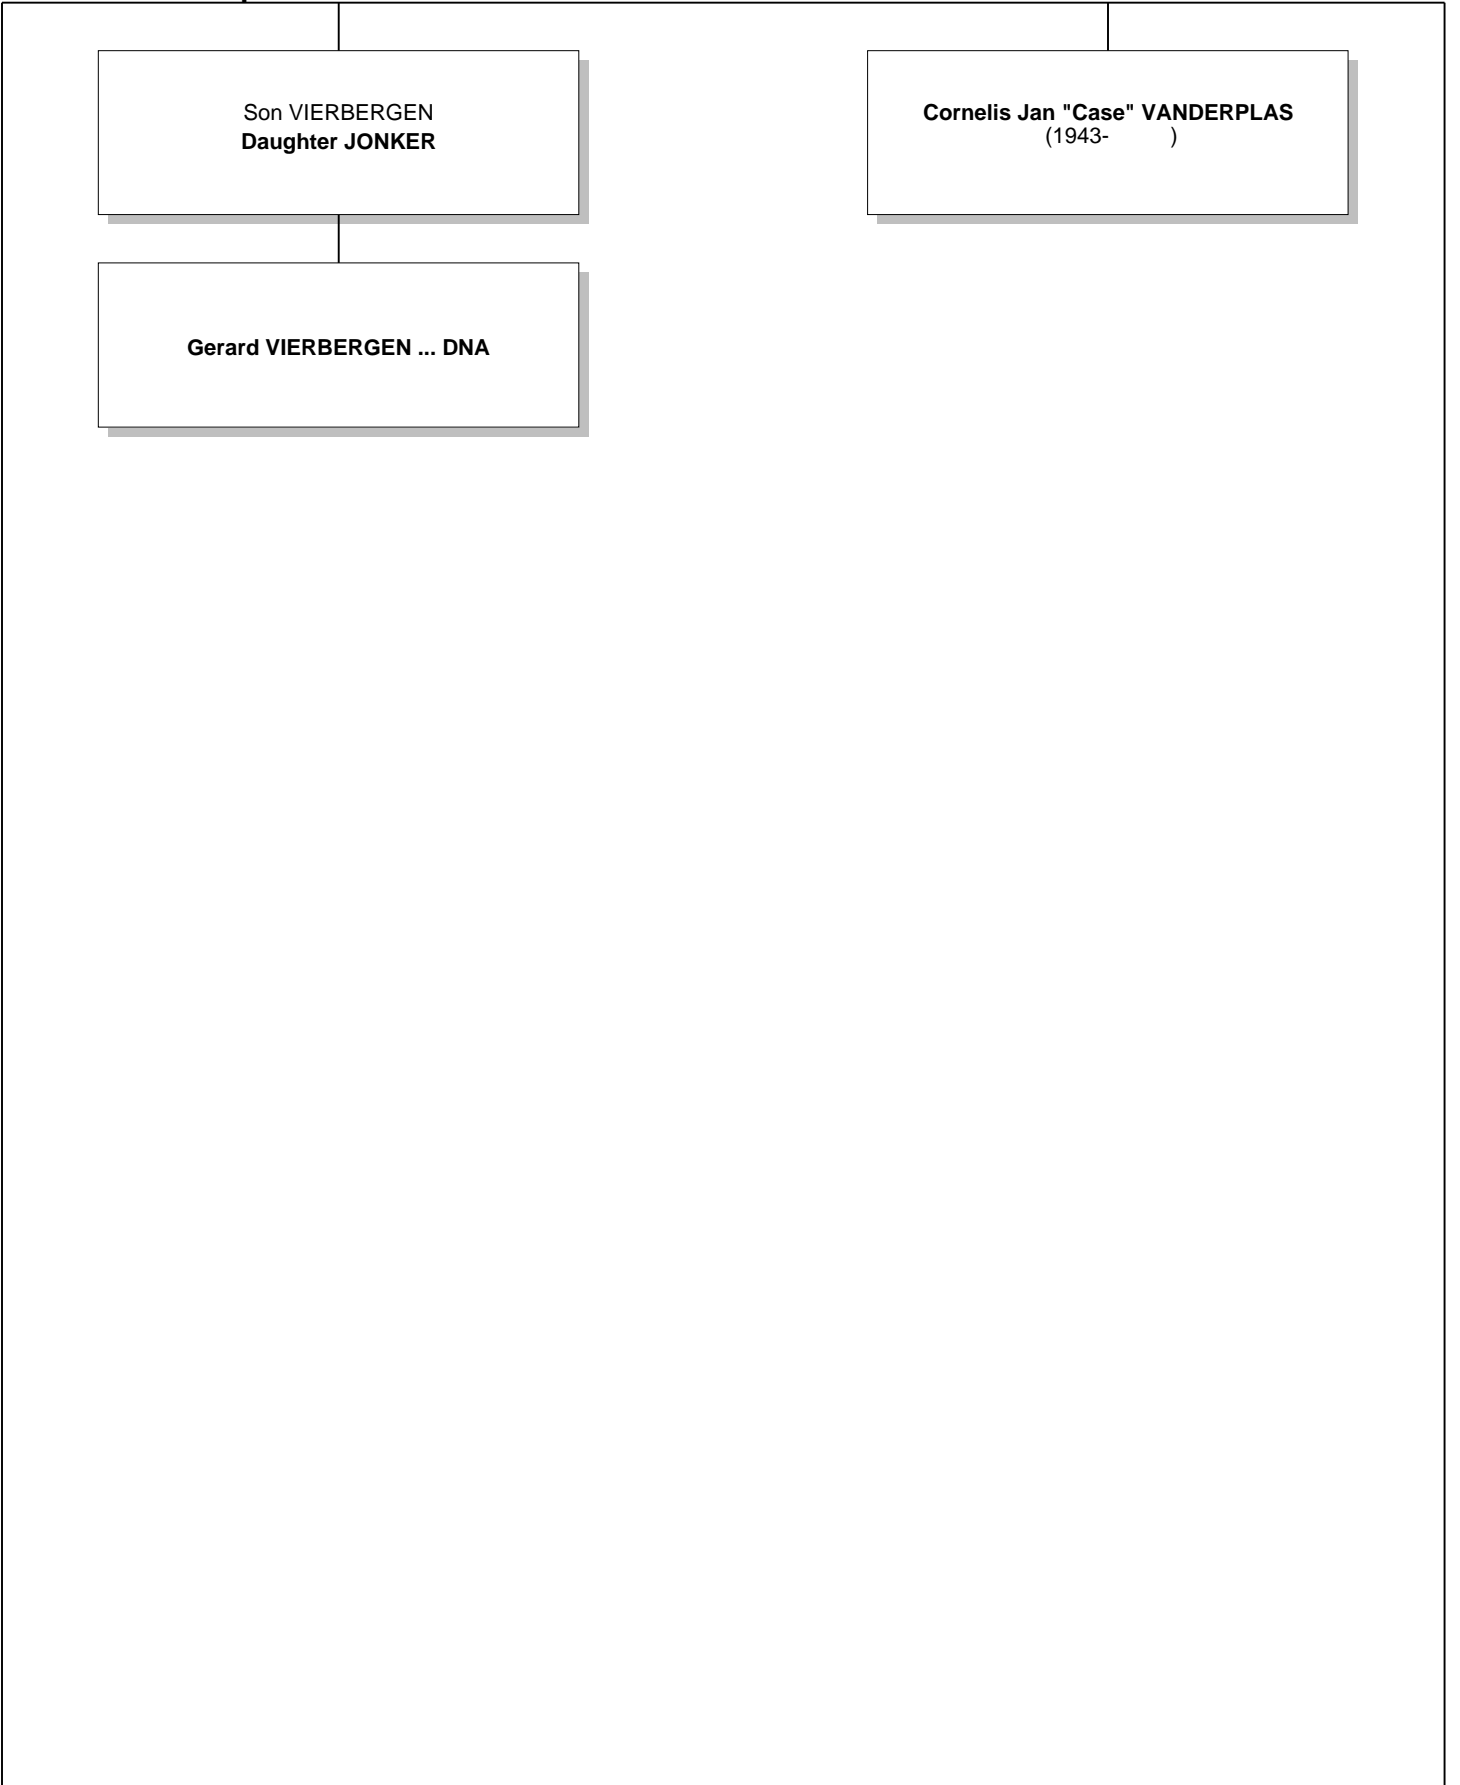 Son VIERBERGEN
Daughter JONKER
Cornelis Jan "Case" VANDERPLAS
(1943- )
Gerard VIERBERGEN ... DNA